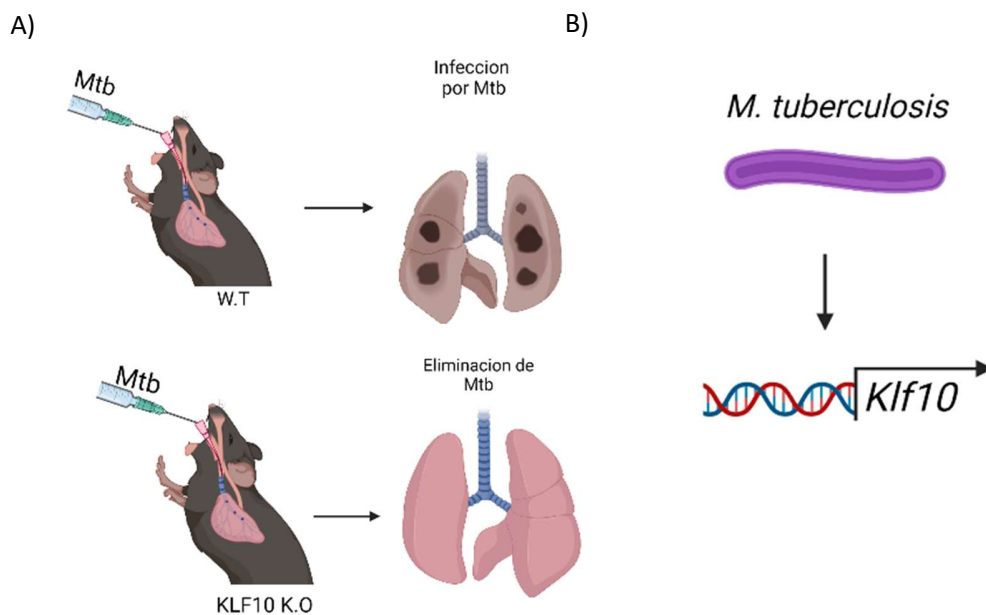 A)
Mtb
W.T
Infeccion
por Mtb
Mtb
KLF10 K.O
Eliminacion de
Mtb
B)
M. tuberculosis
Klf10